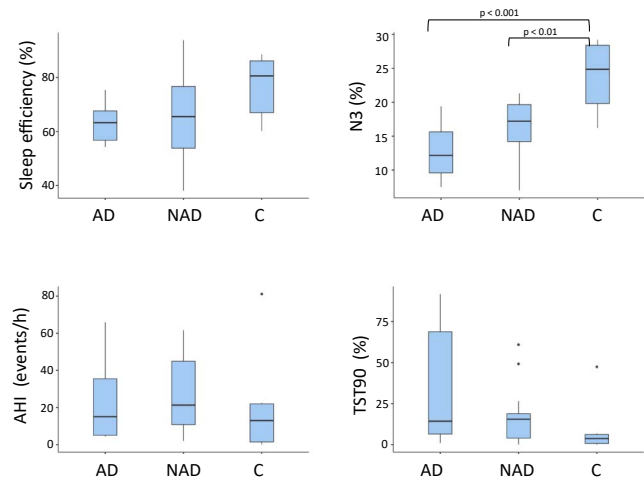 Sleep efficiency (%)
80
60
40
AD NAD C
p < 0.001
p < 0.01
N3 (%)
30
25
20
15
10
AD NAD C
AHI (events/h)
80
60
40
20
0
AD NAD C
TST90 (%)
75
50
25
0
AD NAD C